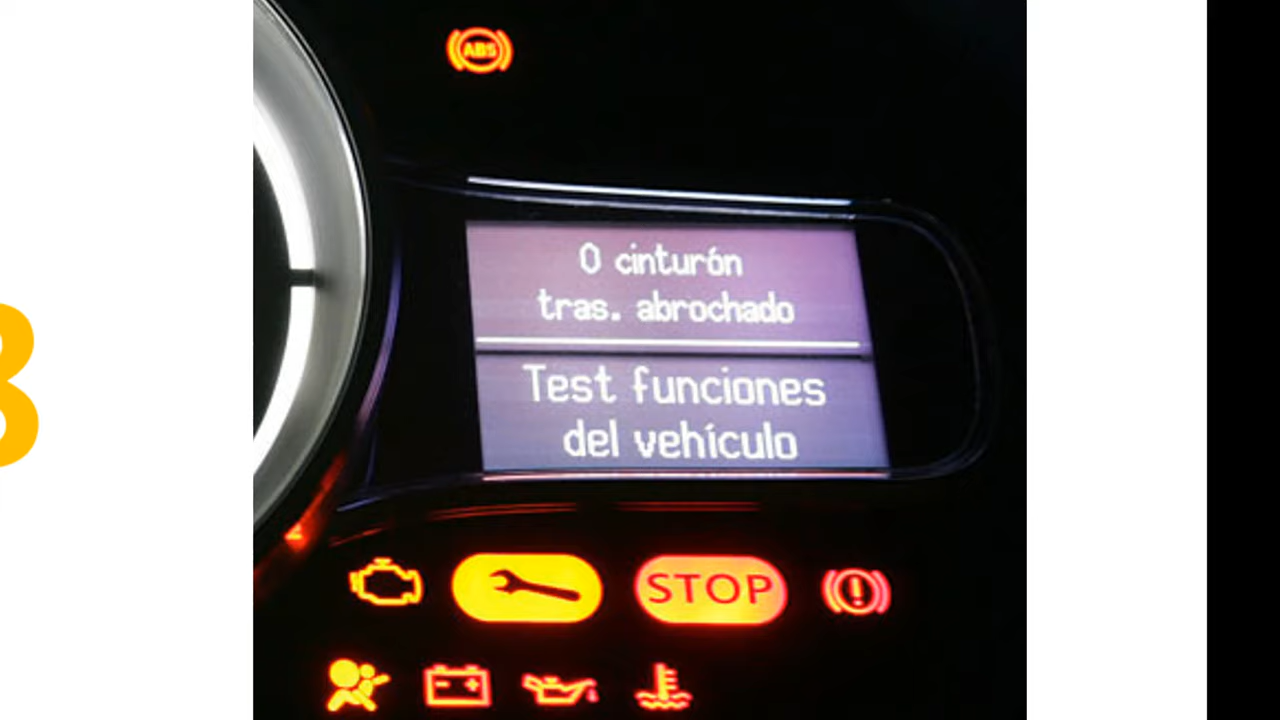 ABS
0 cinturón
tras. abrochado
Test funciones
del vehículo
STOP